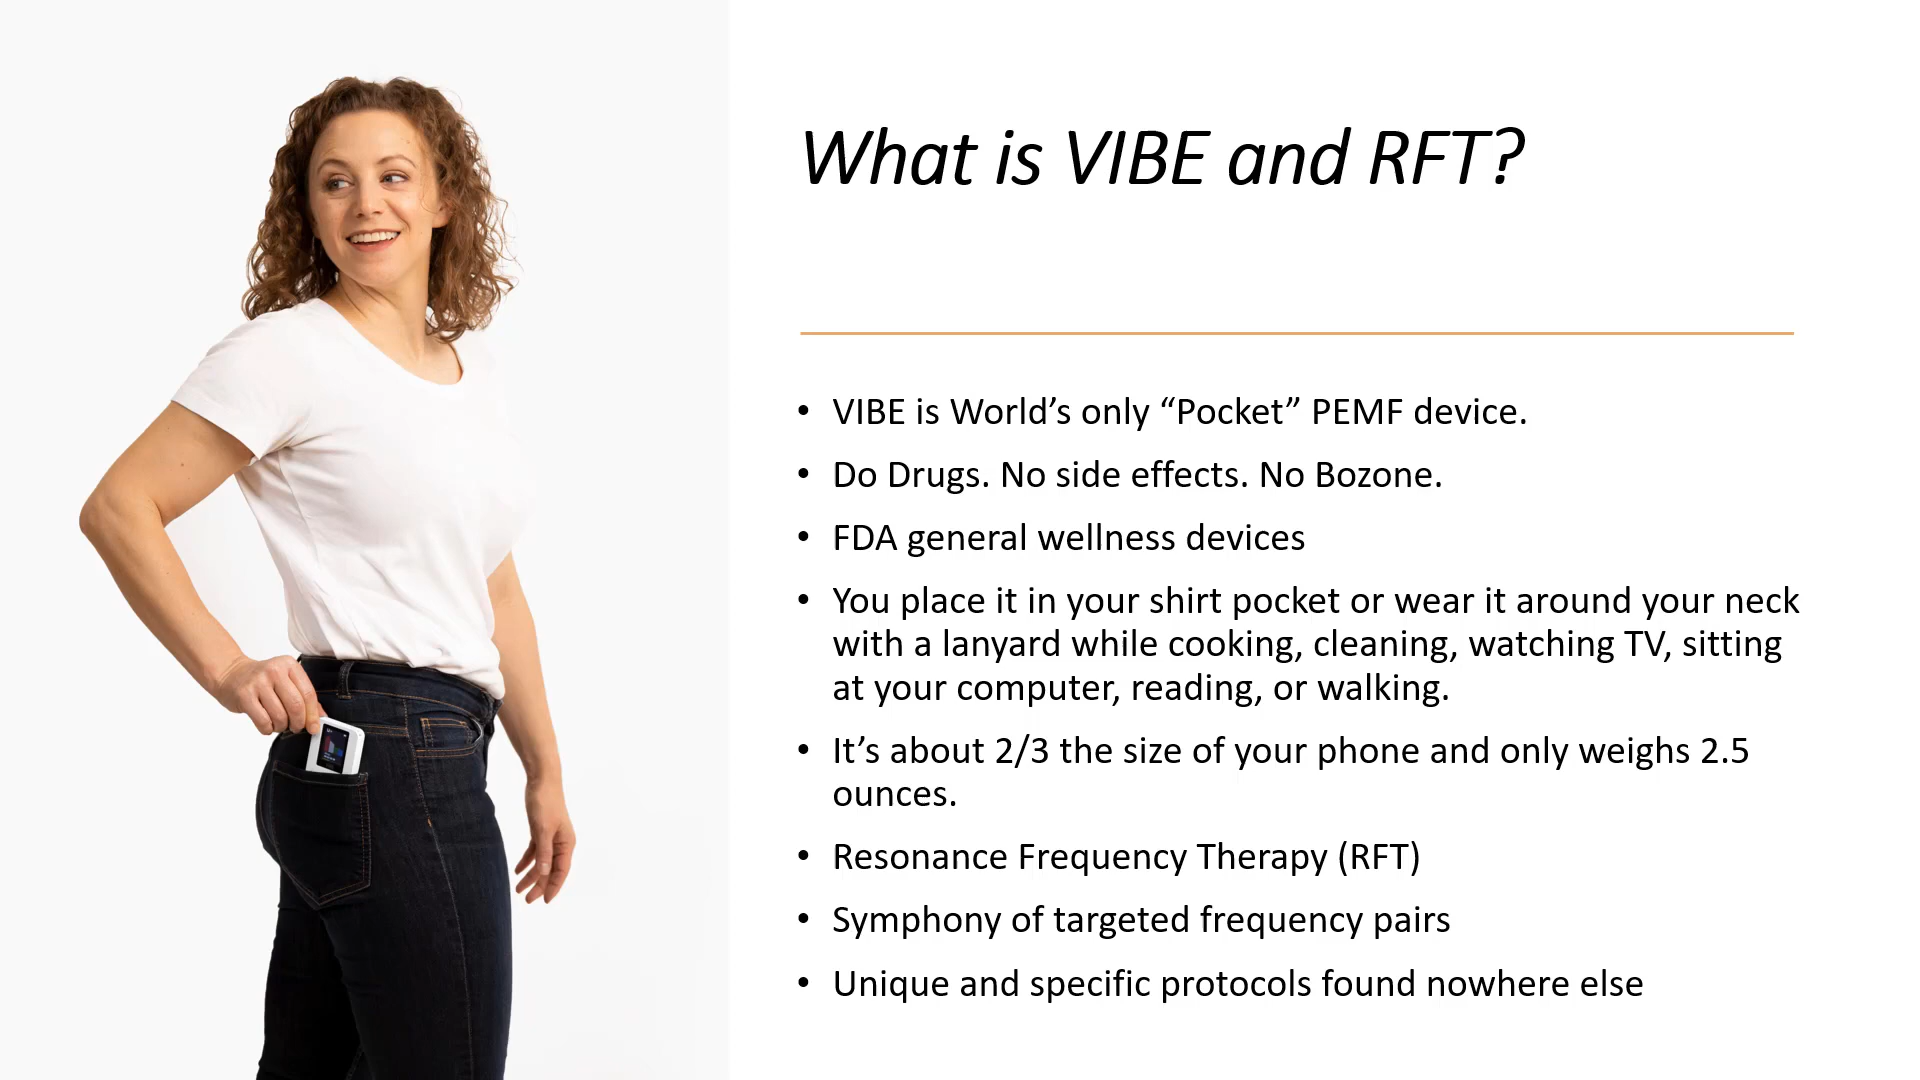 What is VIBE and RFT?
• VIBE is World’s only “Pocket” PEMF device.
• Do Drugs. No side effects. No Bozone.
• FDA general wellness devices
• You place it in your shirt pocket or wear it around your neck
with a lanyard while cooking, cleaning, watching TV, sitting
at your computer, reading, or walking.
• It’s about 2/3 the size of your phone and only weighs 2.5
ounces.
• Resonance Frequency Therapy (RFT)
• Symphony of targeted frequency pairs
• Unique and specific protocols found nowhere else